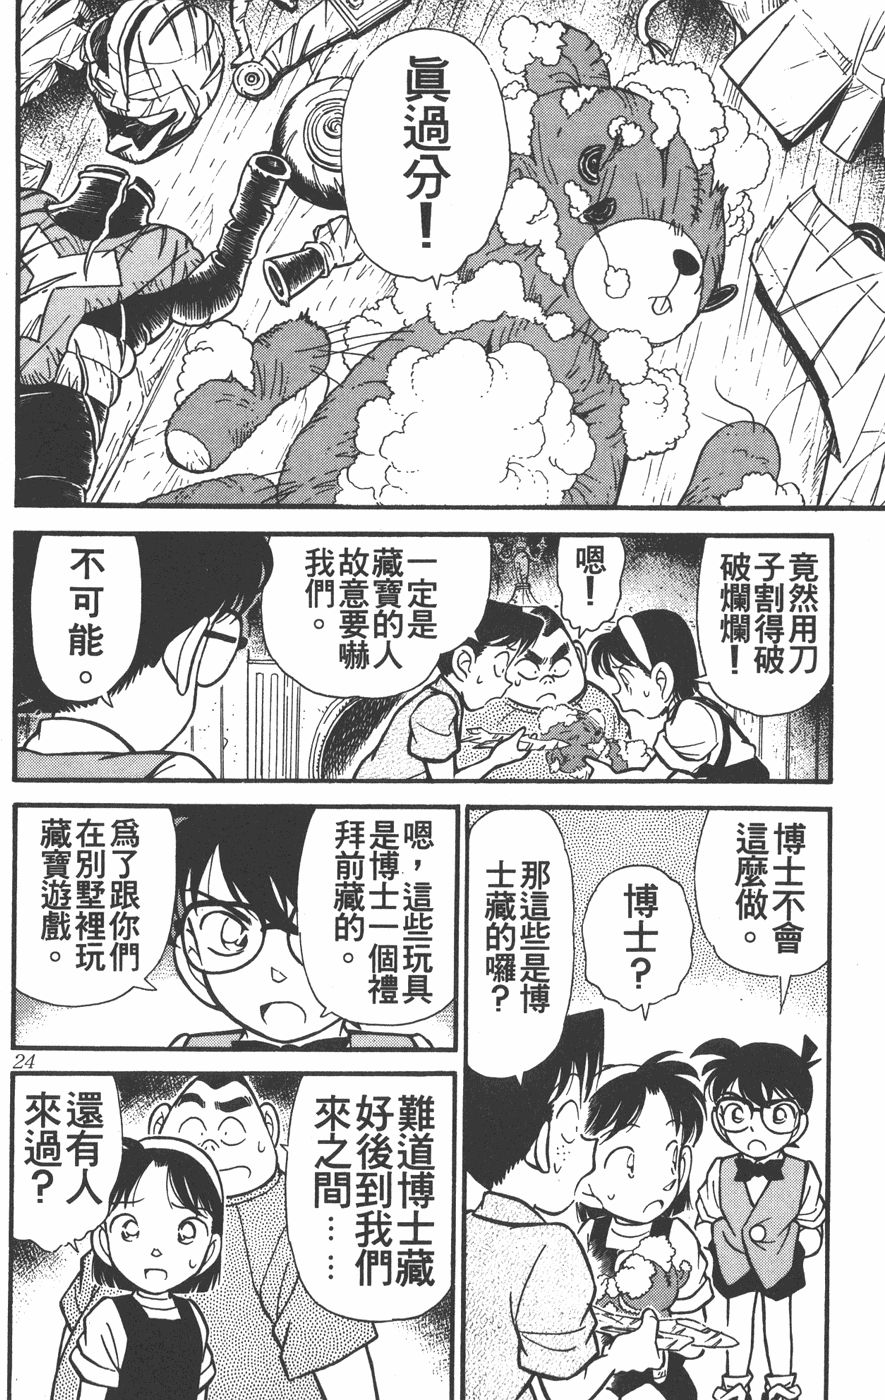 真過分！
竟然用刀
子割得破
破爛爛！
嗯！
一定是
藏寶的人
故意要嚇
我們。
不可能。
博士不會
這麼做。
博士？
那這些是博
士藏的囉？
嗯，這些玩具
是博士一個禮
拜前藏的。
爲了跟你們
在別墅裡玩
藏寶遊戲。
難道博士藏
好後到我們
來之間……
還有人
來過？
24